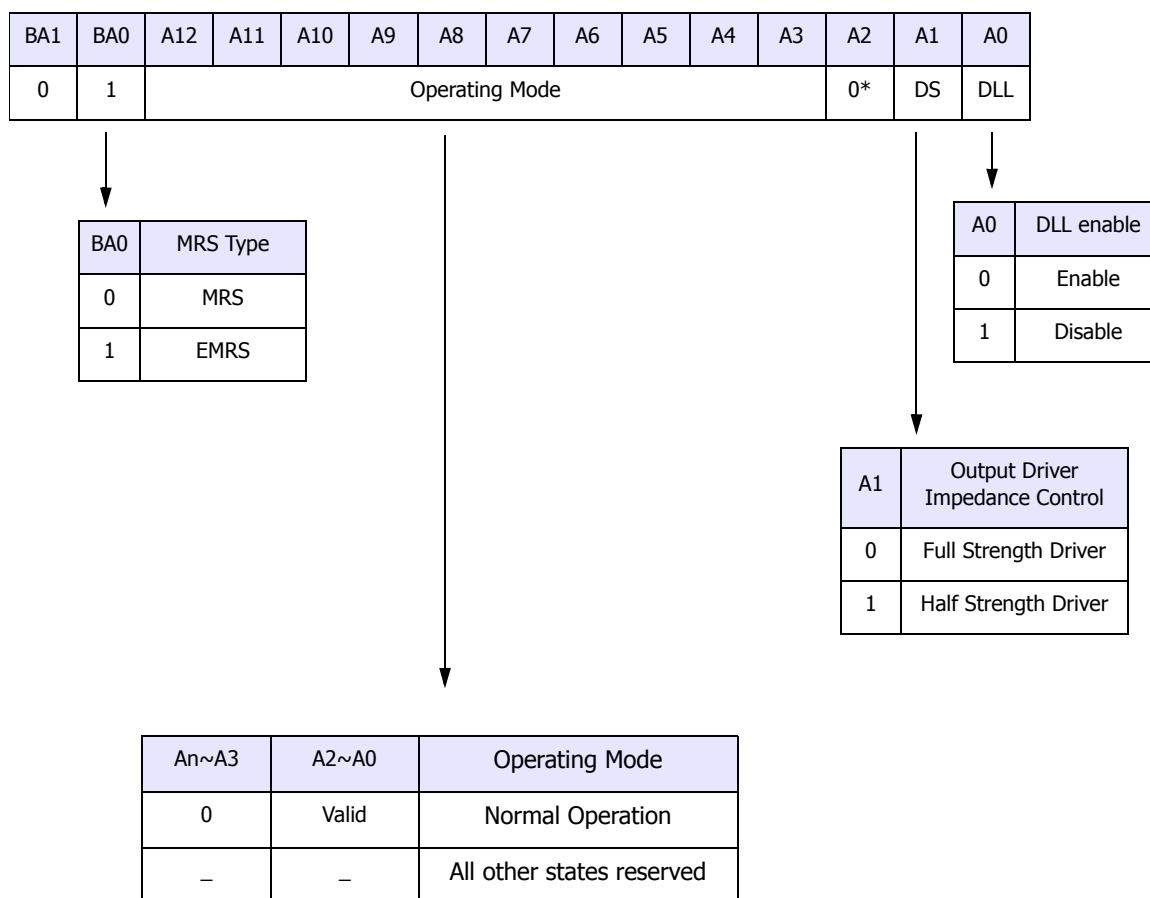 BA1 BA0 A12 A11 A10 A9 A8 A7 A6 A5 A4 A3 A2 A1 A0
0 1 Operating Mode 0* DS DLL
BA0 MRS Type
0 MRS
1 EMRS
A0 DLL enable
0 Enable
1 Disable
A1 Output Driver
Impedance Control
0 Full Strength Driver
1 Half Strength Driver
An~A3 A2~A0 Operating Mode
0 Valid Normal Operation
_ _ All other states reserved